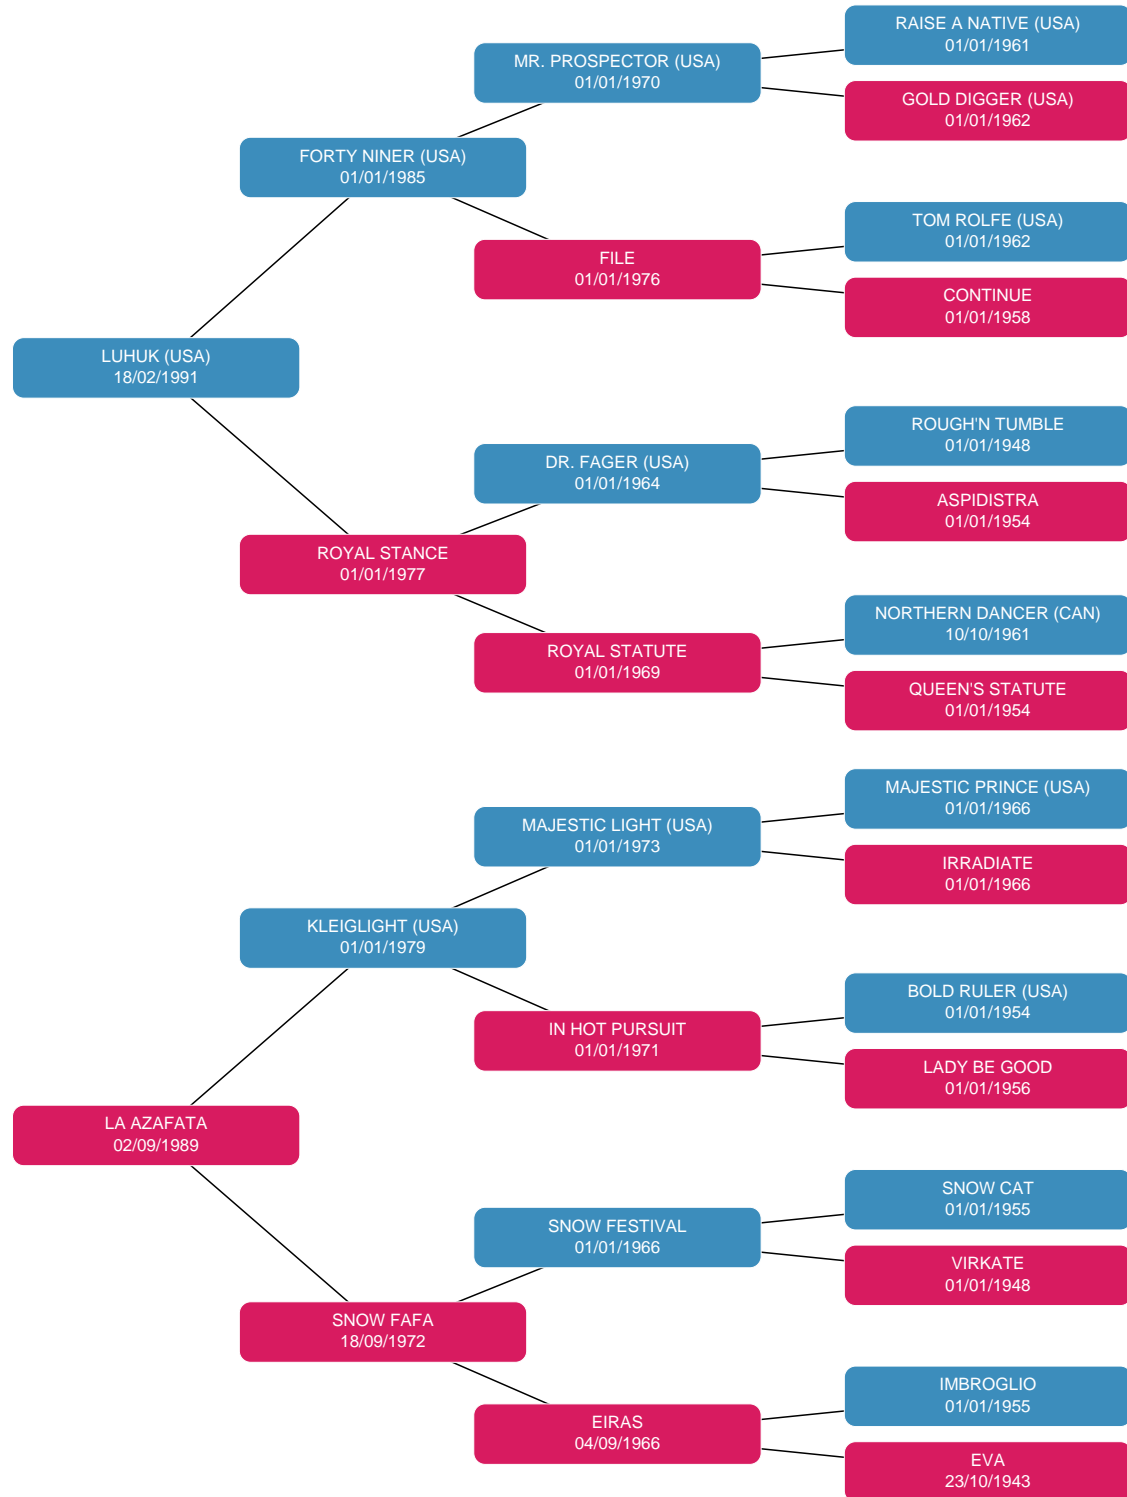 RAISE A NATIVE (USA)
01/01/1961
MR. PROSPECTOR (USA)
01/01/1970
GOLD DIGGER (USA)
01/01/1962
FORTY NINER (USA)
01/01/1985
TOM ROLFE (USA)
01/01/1962
FILE
01/01/1976
CONTINUE
01/01/1958
LUHUK (USA)
18/02/1991
ROUGH'N TUMBLE
01/01/1948
DR. FAGER (USA)
01/01/1964
ASPIDISTRA
01/01/1954
ROYAL STANCE
01/01/1977
NORTHERN DANCER (CAN)
10/10/1961
ROYAL STATUTE
01/01/1969
QUEEN'S STATUTE
01/01/1954
MAJESTIC PRINCE (USA)
01/01/1966
MAJESTIC LIGHT (USA)
01/01/1973
IRRADIATE
01/01/1966
KLEIGLIGHT (USA)
01/01/1979
BOLD RULER (USA)
01/01/1954
IN HOT PURSUIT
01/01/1971
LADY BE GOOD
01/01/1956
LA AZAFATA
02/09/1989
SNOW CAT
01/01/1955
SNOW FESTIVAL
01/01/1966
VIRKATE
01/01/1948
SNOW FAFA
18/09/1972
IMBROGLIO
01/01/1955
EIRAS
04/09/1966
EVA
23/10/1943